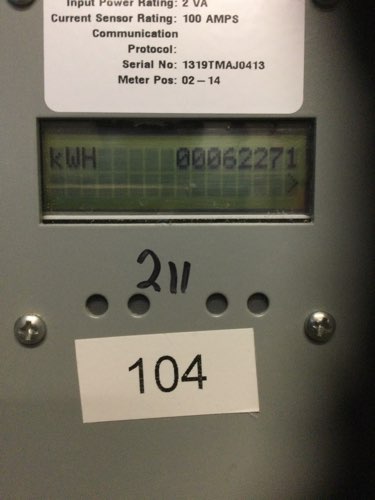 Input Power Rating: 2 VA
Current Sensor Rating: 100 AMPS
Communication
Protocol:
Serial No: 1319TMAJ0413
Meter Pos: 02-14
kWH 00062271
>
211
104